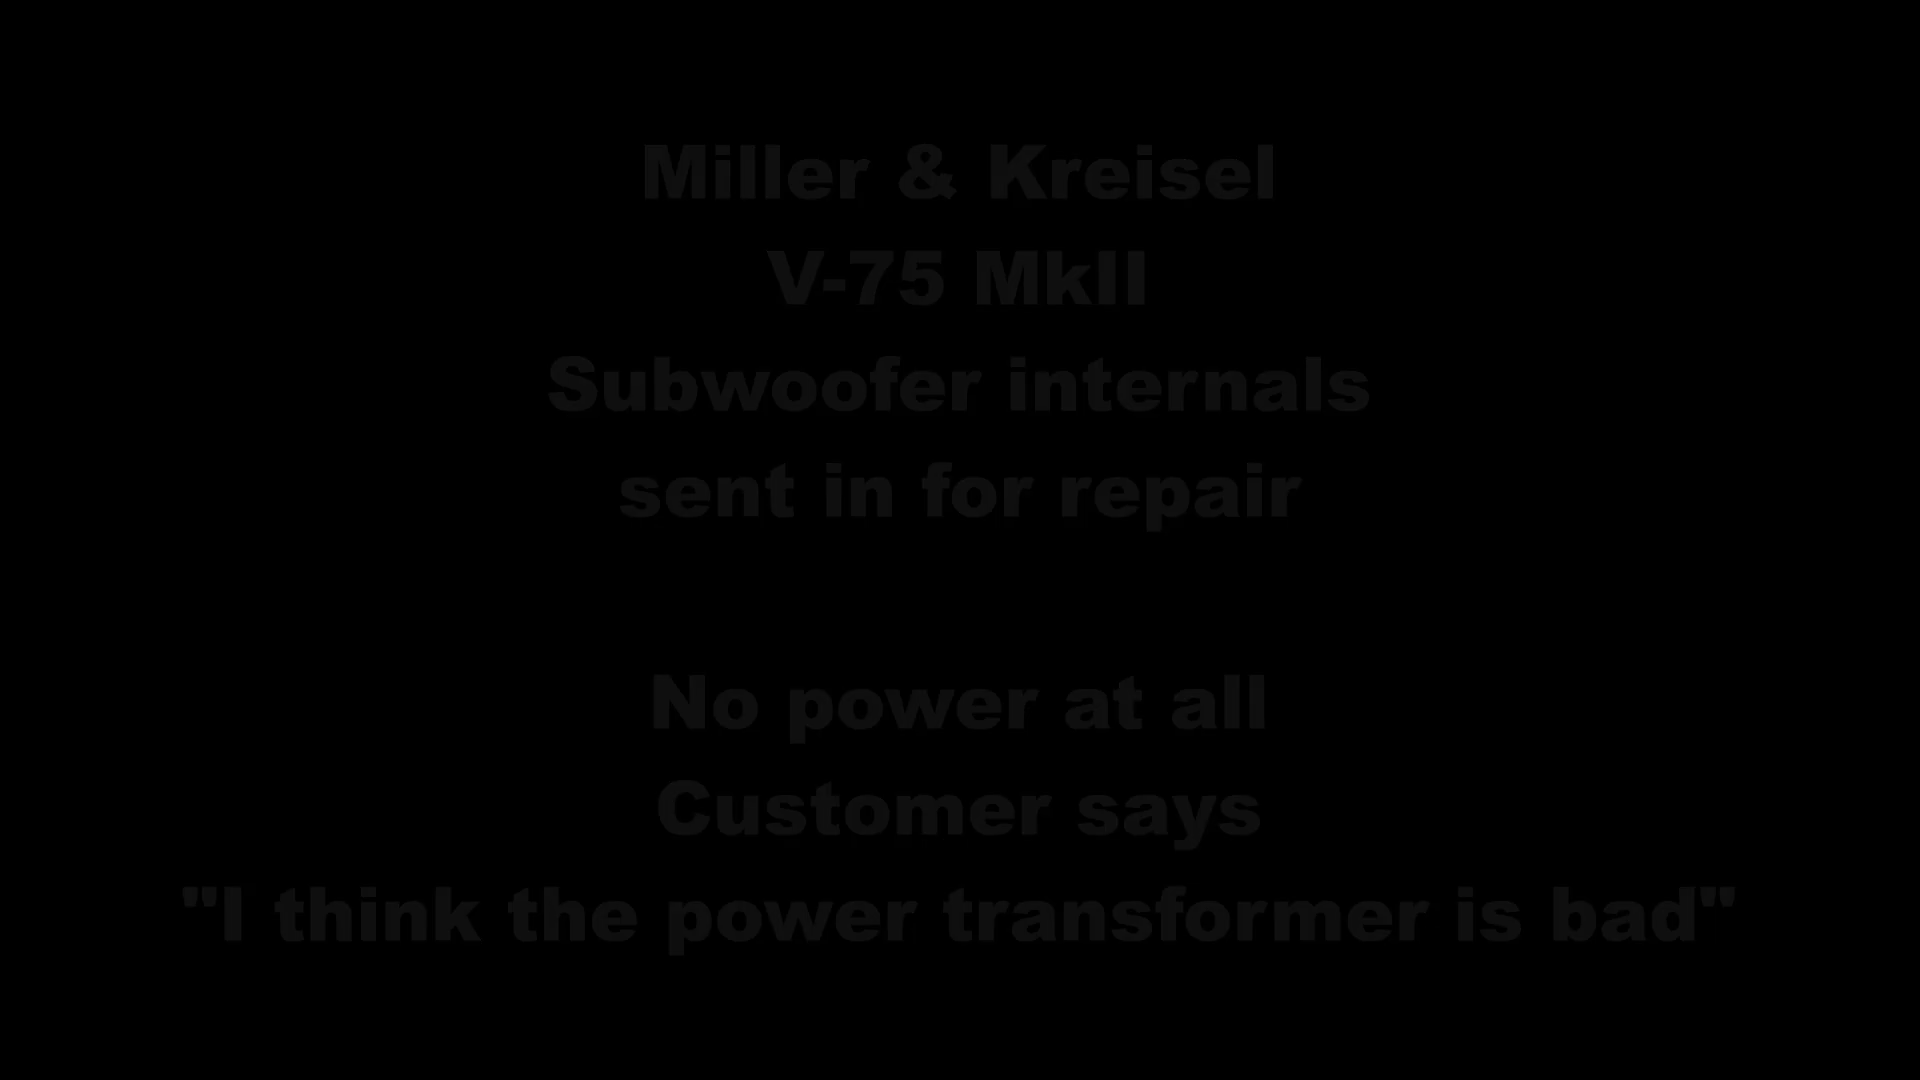 Miller & Kreisel
V-75 MkII
Subwoofer internals
sent in for repair
No power at all
Customer says
"I think the power transformer is bad"